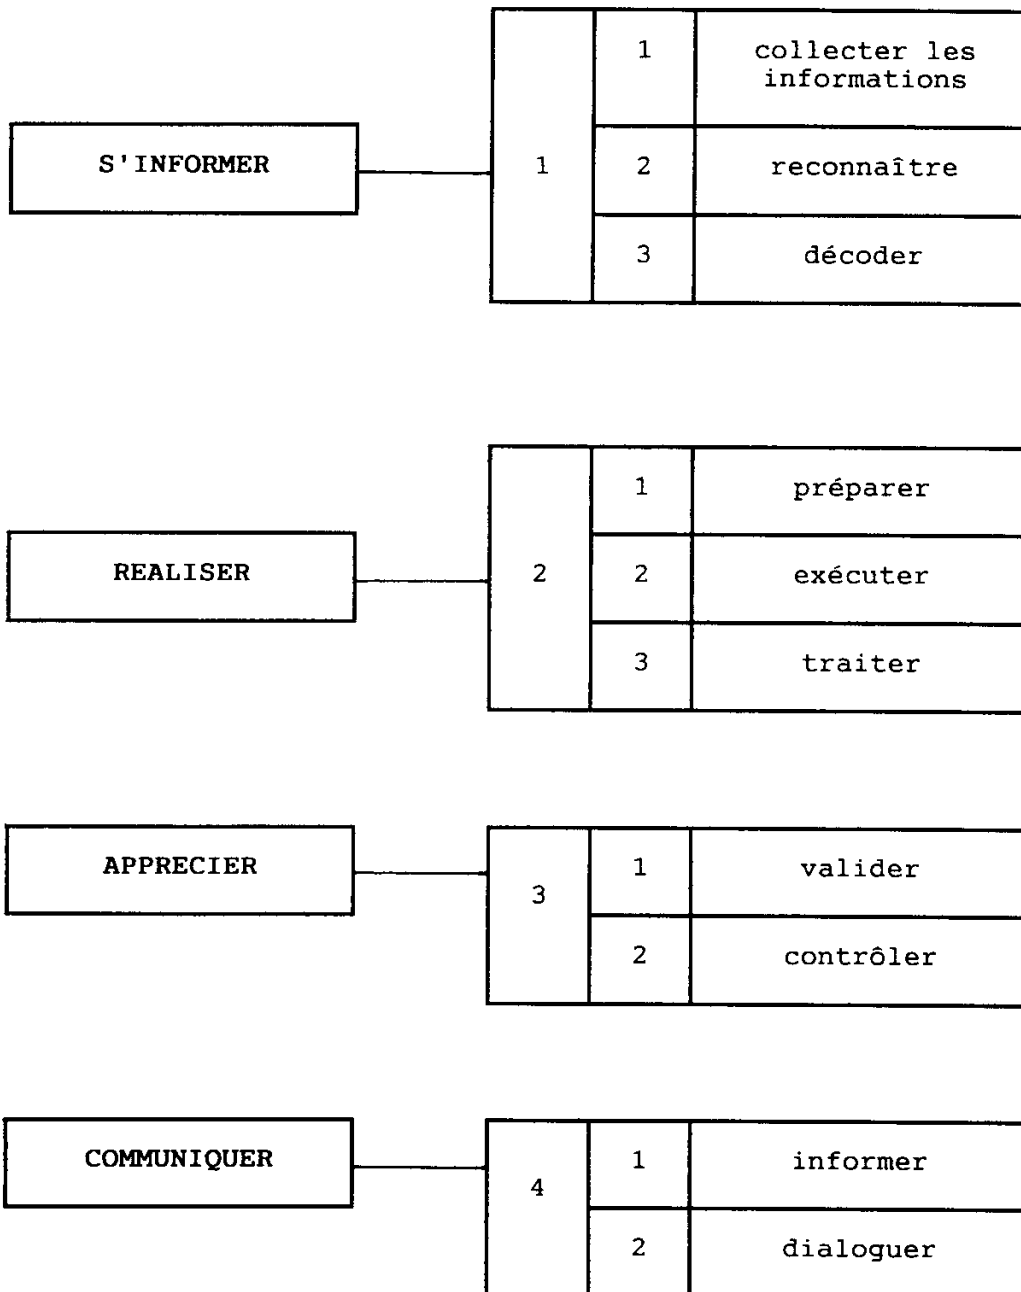 1 collecter les
informations
S'INFORMER 1 2 reconnaître
3 décoder
1 préparer
REALISER 2 2 exécuter
3 traiter
APPRECIER 3 1 valider
2 contrôler
COMMUNIQUER 4 1 informer
2 dialoguer